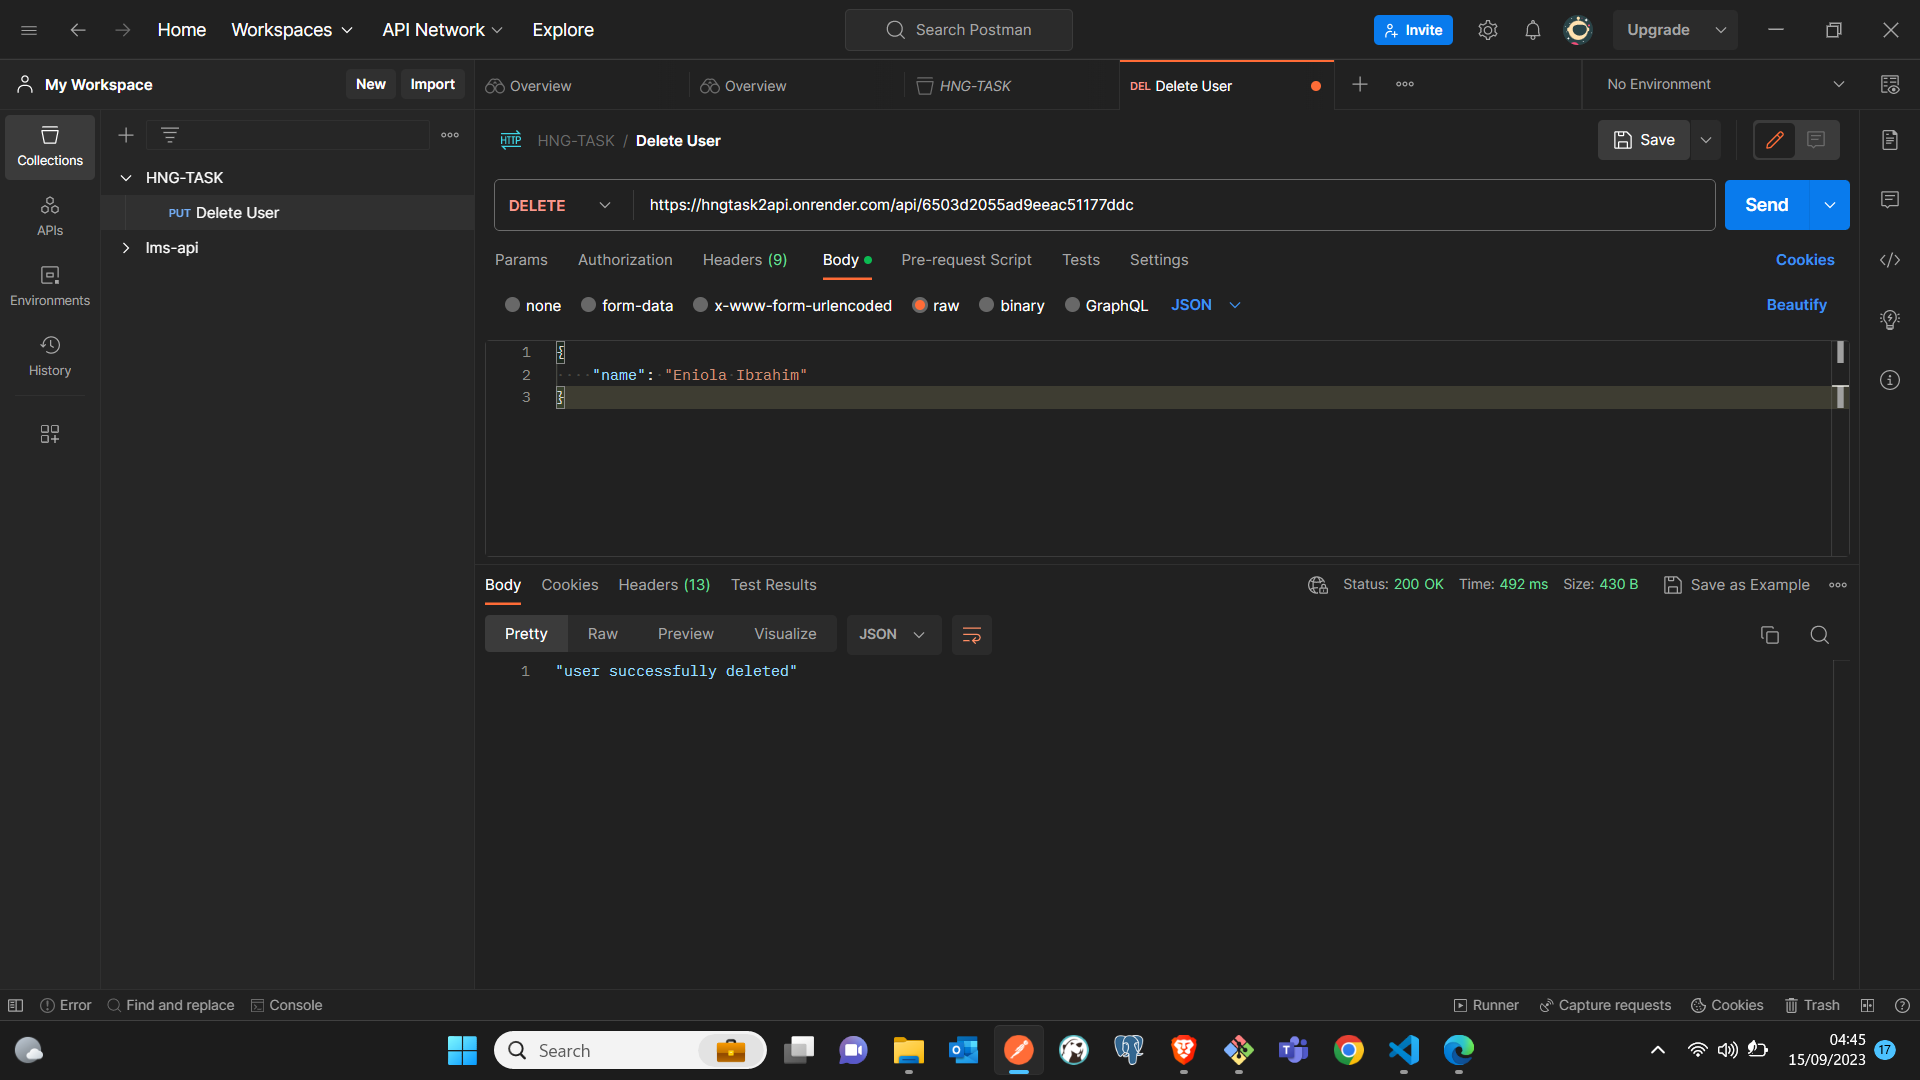 Home Workspaces API Network Explore Search Postman Invite Upgrade
My Workspace New Import Overview Overview HNG-TASK DEL Delete User No Environment
Collections
APIs
Environments
History
HNG-TASK
PUT Delete User
lms-api
HTTP HNG-TASK / Delete User Save
DELETE https://hngtask2api.onrender.com/api/6503d2055ad9eeac51177ddc Send
Params Authorization Headers (9) Body Pre-request Script Tests Settings Cookies
none form-data x-www-form-urlencoded raw binary GraphQL JSON Beautify
1 {
2 "name": "Eniola Ibrahim"
3 }
Body Cookies Headers (13) Test Results Status: 200 OK Time: 492 ms Size: 430 B Save as Example
Pretty Raw Preview Visualize JSON
1 "user successfully deleted"
Error Find and replace Console Runner Capture requests Cookies Trash
Search
04:45
15/09/2023 17